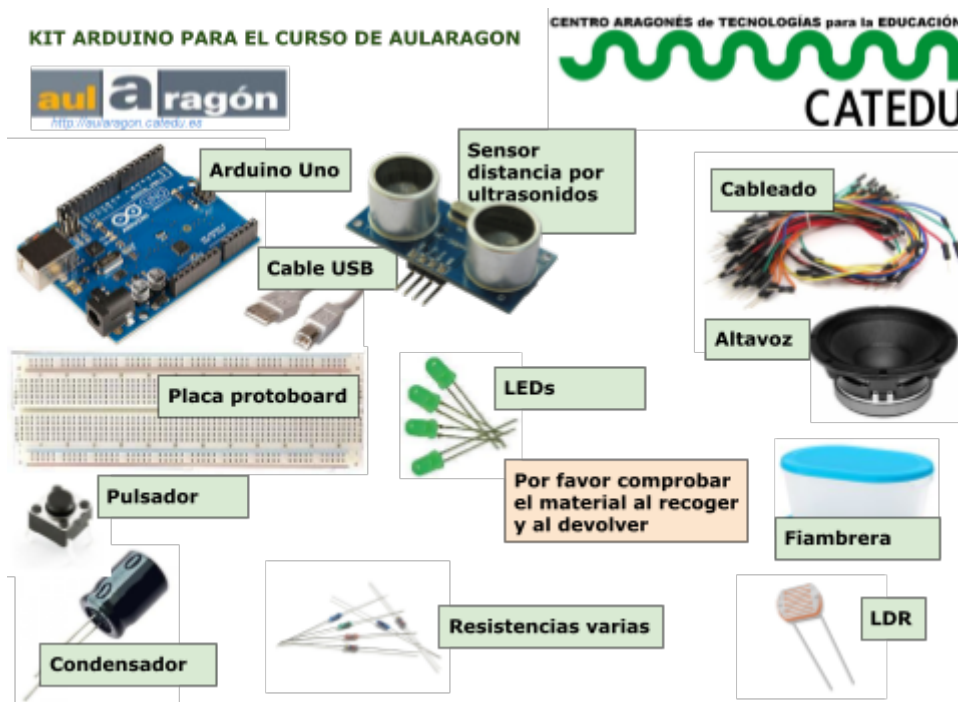 CENTRO ARAGONÉS de TECNOLOGÍAS para la EDUCACIÓN
KIT ARDUINO PARA EL CURSO DE AULARAGON
CATEDU
aulAragón
http://aularagon.catedu.es
Arduino Uno
Sensor
distancia por
ultrasonidos
Cableado
Cable USB
Altavoz
Placa protoboard
LEDs
Pulsador
Por favor comprobar
el material al recoger
y al devolver
Fiambrera
Condensador
Resistencias varias
LDR